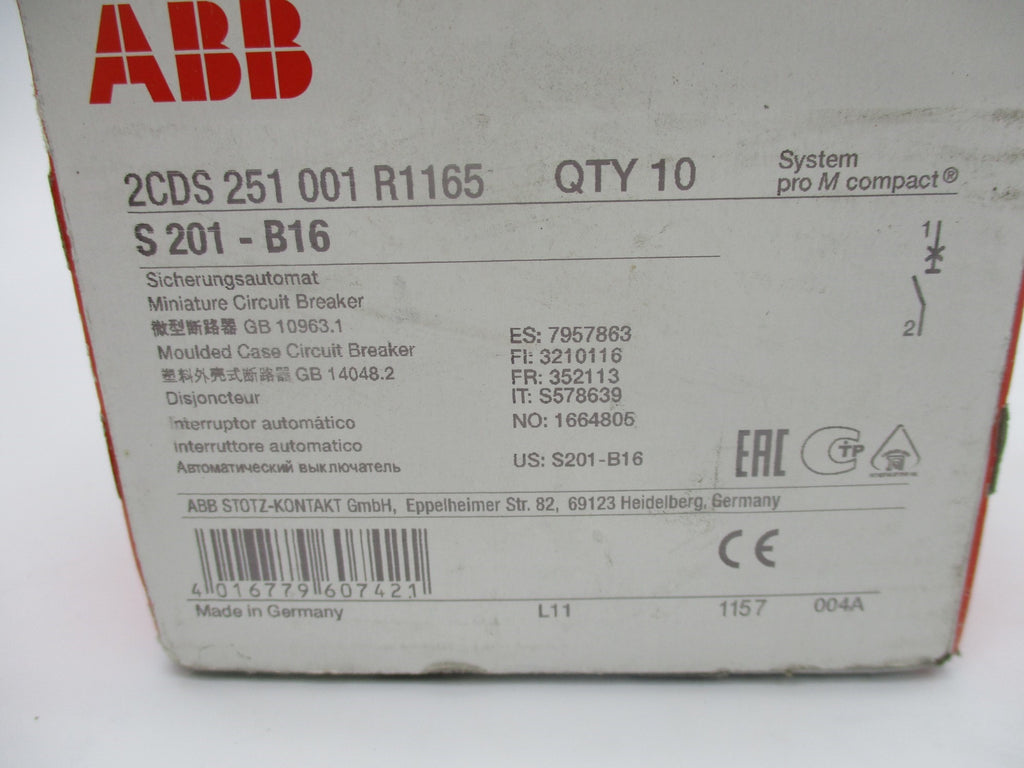 ABB
2CDS 251 001 R1165 QTY 10 System pro M compact®
S 201 - B16
1
2
Sicherungsautomat
Miniature Circuit Breaker
微型断路器 GB 10963.1
Moulded Case Circuit Breaker
塑料外壳式断路器 GB 14048.2
Disjoncteur
Interruptor automático
Interruttore automatico
Автоматический выключатель
ES: 7957863
FI: 3210116
FR: 352113
IT: S578639
NO: 1664805
US: S201-B16
EAC CTP
ABB STOTZ-KONTAKT GmbH, Eppelheimer Str. 82, 69123 Heidelberg, Germany
CE
4 016779 607421
Made in Germany L11 1157 004A